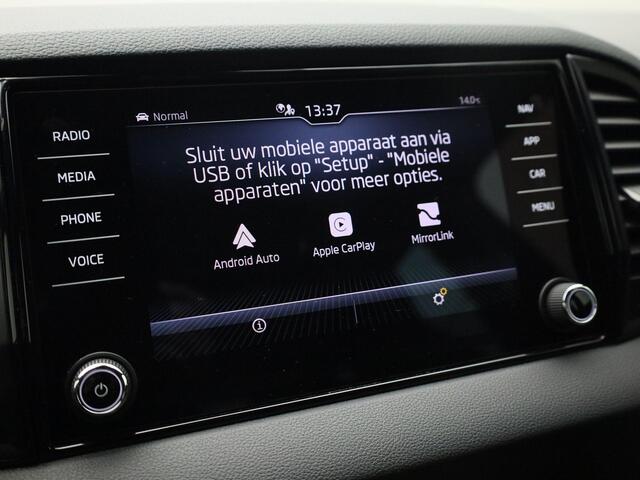 Normal
13:37
14.0°C
RADIO
MEDIA
PHONE
VOICE
Sluit uw mobiele apparaat aan via
USB of klik op "Setup" - "Mobiele
apparaten" voor meer opties.
Android Auto
Apple CarPlay
MirrorLink
NAV
APP
CAR
MENU